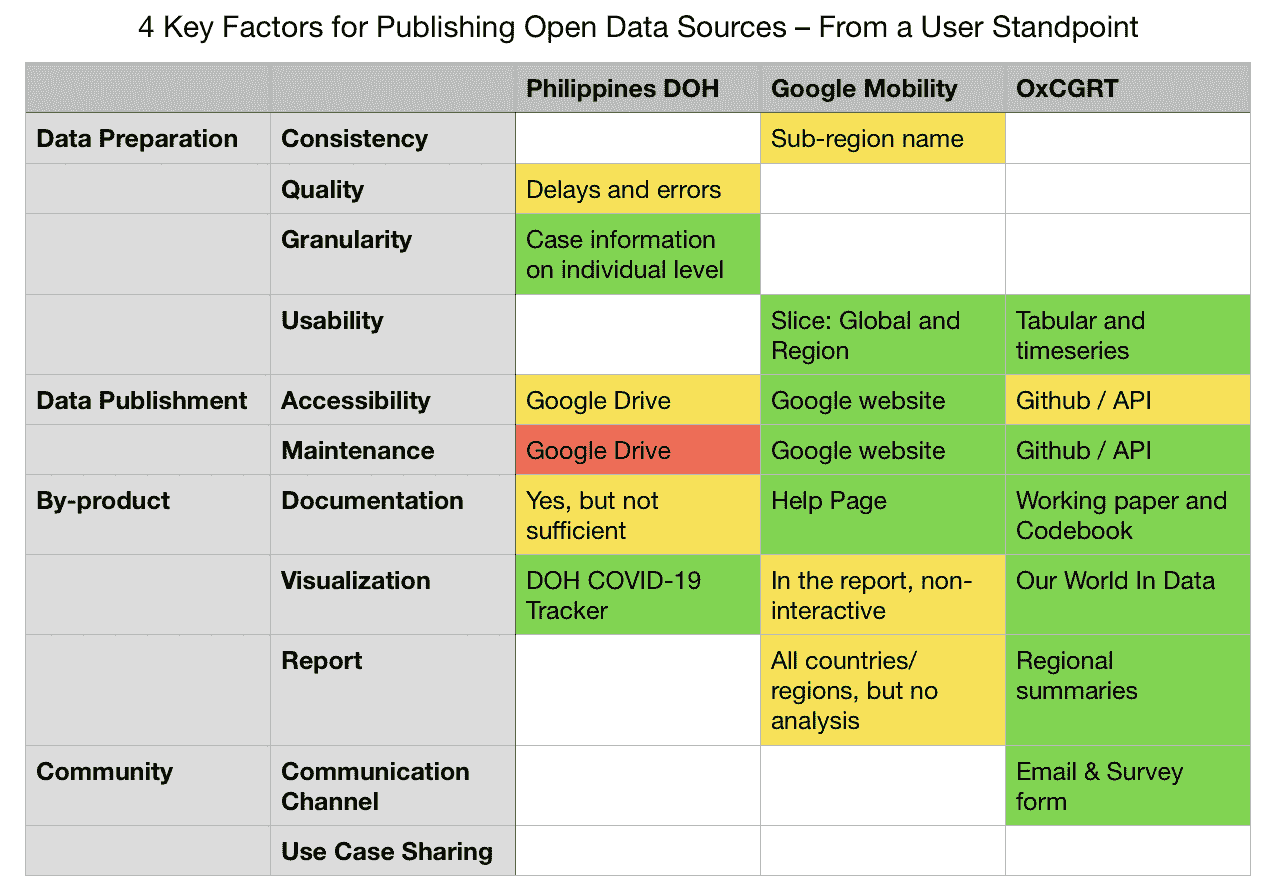 4 Key Factors for Publishing Open Data Sources – From a User Standpoint
Philippines DOH Google Mobility OxCGRT
Data Preparation Consistency Sub-region name
Quality Delays and errors
Granularity Case information
on individual level
Usability Slice: Global and Tabular and
Region timeseries
Data Publishment Accessibility Google Drive Google website Github / API
Maintenance Google Drive Google website Github / API
By-product Documentation Yes, but not Help Page Working paper and
sufficient Codebook
Visualization DOH COVID-19 In the report, non- Our World In Data
Tracker interactive
Report All countries/ Regional
regions, but no summaries
analysis
Community Communication Email & Survey
Channel form
Use Case Sharing